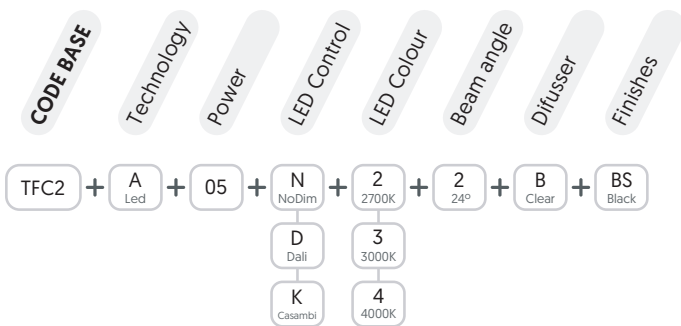 CODE BASE
Technology
Power
LED Control
LED Colour
Beam angle
Difusser
Finishes
TFC2 + A + 05 + N + 2 + 2 + B + BS
Led NoDim 2700K 24º Clear Black
D 3
Dali 3000K
K 4
Casambi 4000K